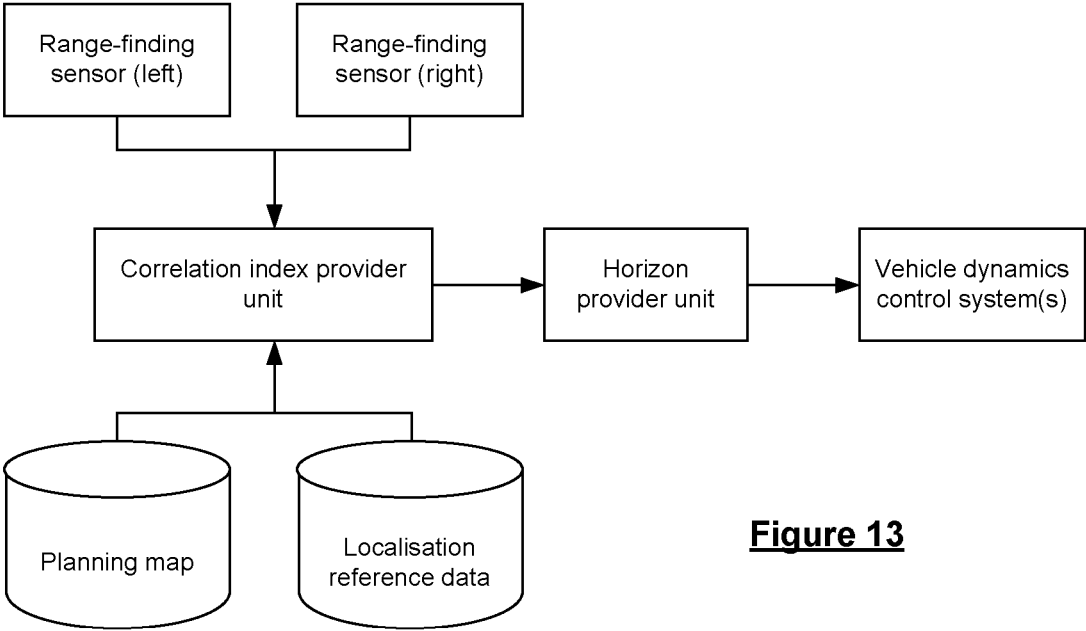 Range-finding
sensor (left)
Range-finding
sensor (right)
Correlation index provider
unit
Horizon
provider unit
Vehicle dynamics
control system(s)
Planning map
Localisation
reference data
Figure 13